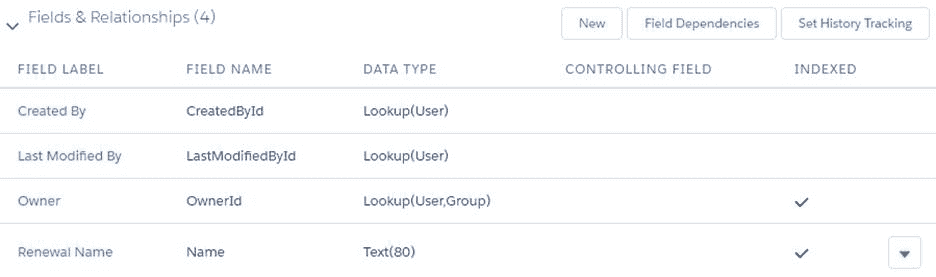 Fields & Relationships (4) New Field Dependencies Set History Tracking
FIELD LABEL FIELD NAME DATA TYPE CONTROLLING FIELD INDEXED
Created By CreatedById Lookup(User)
Last Modified By LastModifiedById Lookup(User)
Owner OwnerId Lookup(User,Group)
Renewal Name Name Text(80)